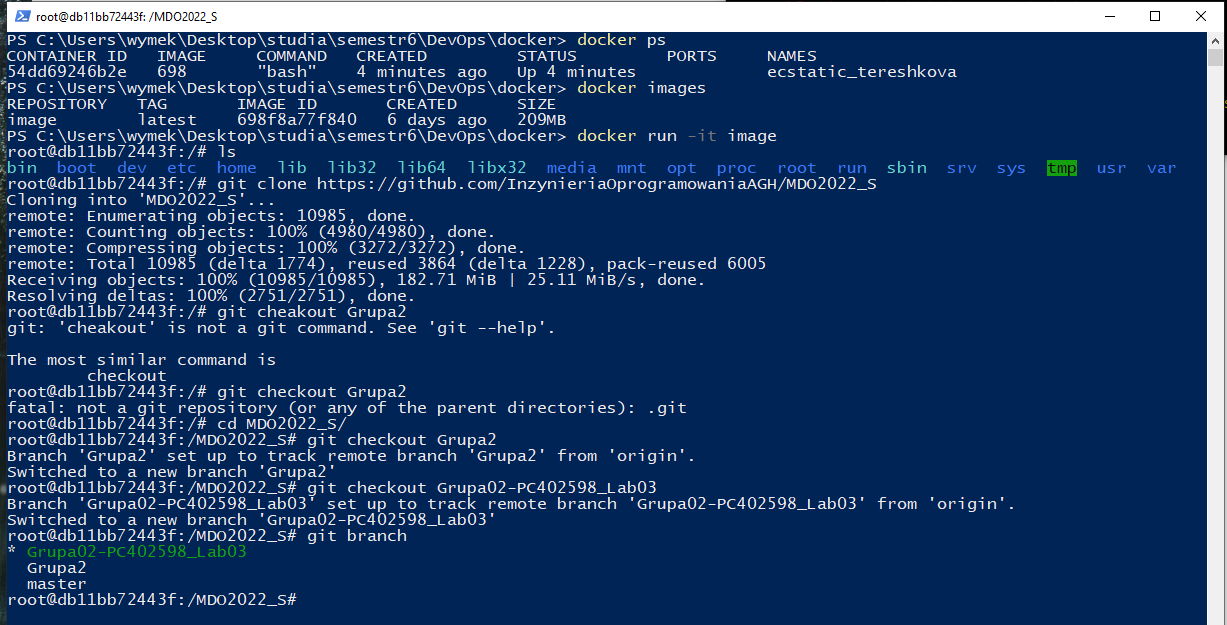 root@db11bb72443f: /MDO2022_S
PS C:\Users\wymek\Desktop\studia\semestr6\DevOps\docker> docker ps
CONTAINER ID   IMAGE     COMMAND   CREATED         STATUS         PORTS     NAMES
54dd69246b2e   698       "bash"    4 minutes ago   Up 4 minutes             ecstatic_tereshkova
PS C:\Users\wymek\Desktop\studia\semestr6\DevOps\docker> docker images
REPOSITORY   TAG       IMAGE ID       CREATED      SIZE
image        latest    698f8a77f840   6 days ago   209MB
PS C:\Users\wymek\Desktop\studia\semestr6\DevOps\docker> docker run -it image
root@db11bb72443f:/# ls
bin  boot  dev  etc  home  lib  lib32  lib64  libx32  media  mnt  opt  proc  root  run  sbin  srv  sys  tmp  usr  var
root@db11bb72443f:/# git clone https://github.com/InzynieriaOprogramowaniaAGH/MDO2022_S
Cloning into 'MDO2022_S'...
remote: Enumerating objects: 10985, done.
remote: Counting objects: 100% (4980/4980), done.
remote: Compressing objects: 100% (3272/3272), done.
remote: Total 10985 (delta 1774), reused 3864 (delta 1228), pack-reused 6005
Receiving objects: 100% (10985/10985), 182.71 MiB | 25.11 MiB/s, done.
Resolving deltas: 100% (2751/2751), done.
root@db11bb72443f:/# git cheakout Grupa2
git: 'cheakout' is not a git command. See 'git --help'.
The most similar command is
checkout
root@db11bb72443f:/# git checkout Grupa2
fatal: not a git repository (or any of the parent directories): .git
root@db11bb72443f:/# cd MDO2022_S/
root@db11bb72443f:/MDO2022_S# git checkout Grupa2
Branch 'Grupa2' set up to track remote branch 'Grupa2' from 'origin'.
Switched to a new branch 'Grupa2'
root@db11bb72443f:/MDO2022_S# git checkout Grupa02-PC402598_Lab03
Branch 'Grupa02-PC402598_Lab03' set up to track remote branch 'Grupa02-PC402598_Lab03' from 'origin'.
Switched to a new branch 'Grupa02-PC402598_Lab03'
root@db11bb72443f:/MDO2022_S# git branch
* Grupa02-PC402598_Lab03
Grupa2
master
root@db11bb72443f:/MDO2022_S#